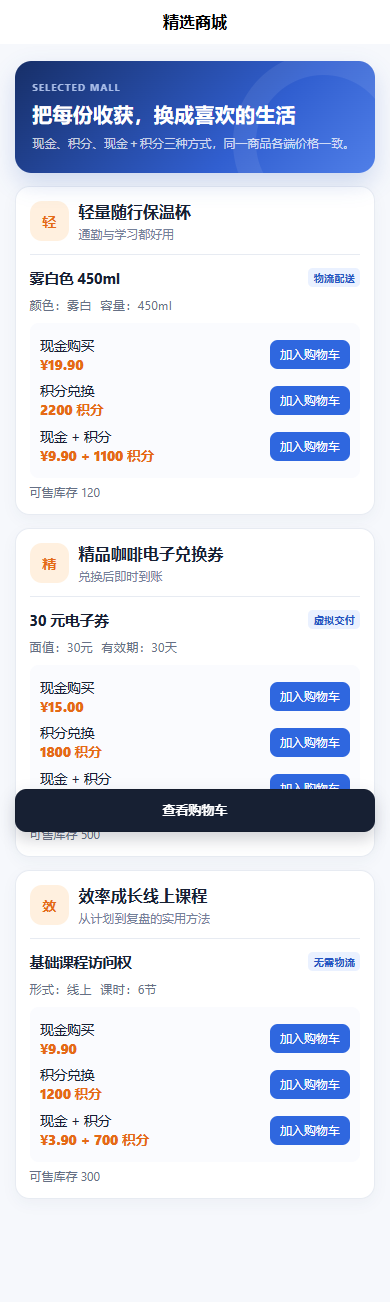 精选商城
SELECTED MALL
把每份收获，换成喜欢的生活
现金、积分、现金 + 积分三种方式，同一商品各端价格一致。
轻
轻量随行保温杯
通勤与学习都好用
雾白色 450ml
物流配送
颜色：雾白 容量：450ml
现金购买
¥19.90
加入购物车
积分兑换
2200 积分
加入购物车
现金 + 积分
¥9.90 + 1100 积分
加入购物车
可售库存 120
精
精品咖啡电子兑换券
兑换后即时到账
30 元电子券
虚拟交付
面值：30元 有效期：30天
现金购买
¥15.00
加入购物车
积分兑换
1800 积分
加入购物车
现金 + 积分
加入购物车
查看购物车
可售库存 500
效
效率成长线上课程
从计划到复盘的实用方法
基础课程访问权
无需物流
形式：线上 课时：6节
现金购买
¥9.90
加入购物车
积分兑换
1200 积分
加入购物车
现金 + 积分
¥3.90 + 700 积分
加入购物车
可售库存 300